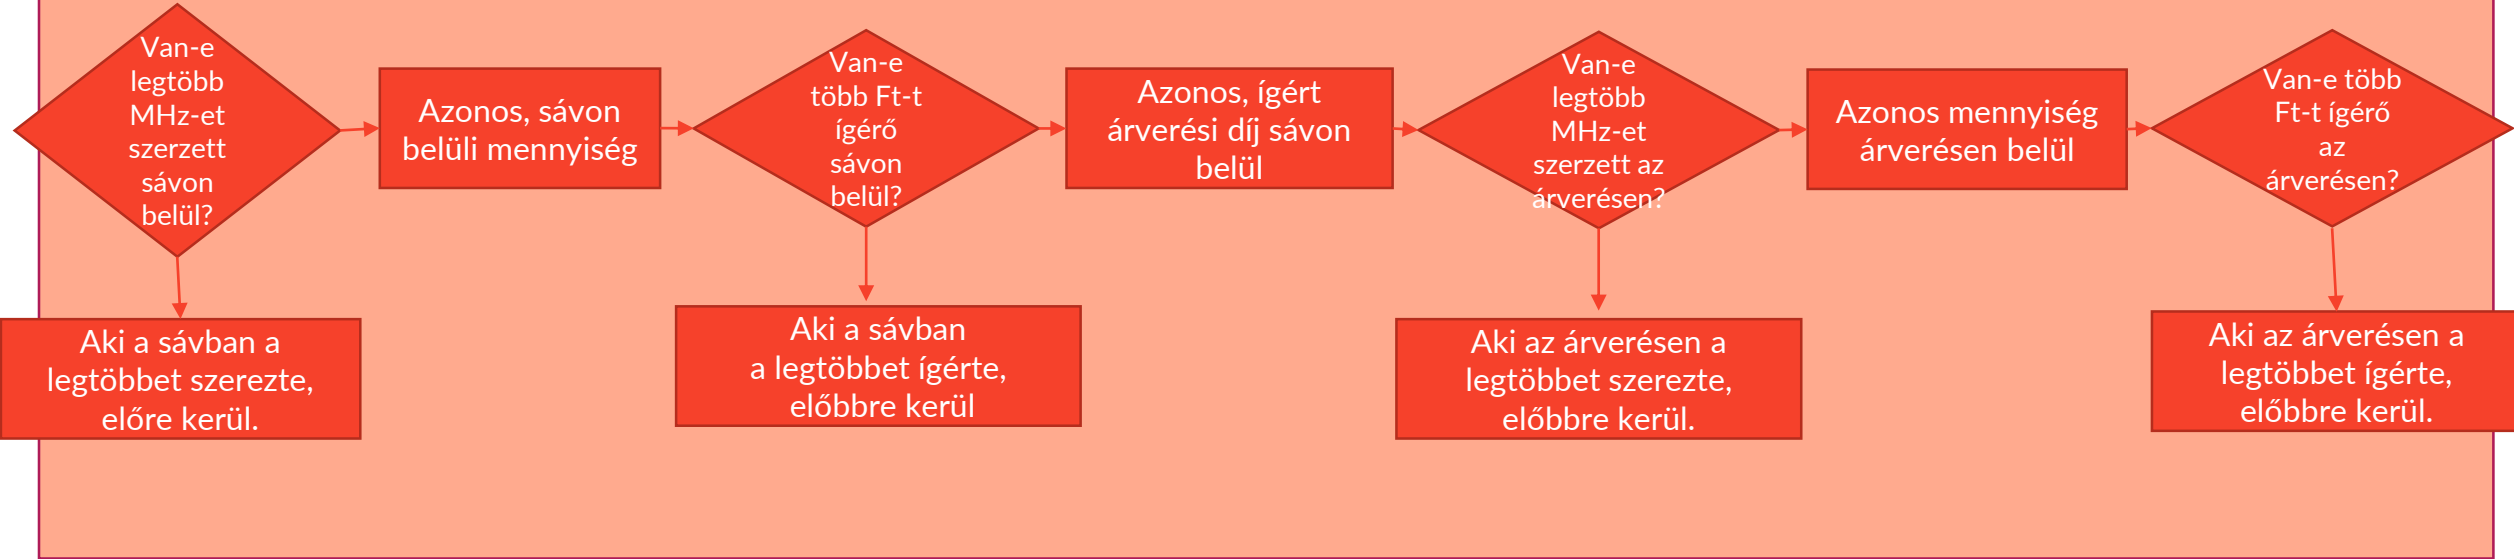 Van-e
legtöbb
MHz-et
szerzett
sávon
belül?
Azonos, sávon
belüli mennyiség
Van-e
több Ft-t
ígérő
sávon
belül?
Azonos, ígért
árverési díj sávon
belül
Van-e
legtöbb
MHz-et
szerzett az
árverésen?
Azonos mennyiség
árverésen belül
Van-e több
Ft-t ígérő
az
árverésen?
Aki a sávban a
legtöbbet szerezte,
előre kerül.
Aki a sávban
a legtöbbet ígérte,
előbbre kerül
Aki az árverésen a
legtöbbet szerezte,
előbbre kerül.
Aki az árverésen a
legtöbbet ígérte,
előbbre kerül.